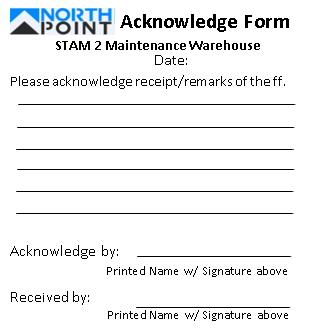 NORTH
POINT
Acknowledge Form
STAM 2 Maintenance Warehouse
Date:
Please acknowledge receipt/remarks of the ff.
Acknowledge by:
Printed Name w/ Signature above
Received by:
Printed Name w/ Signature above